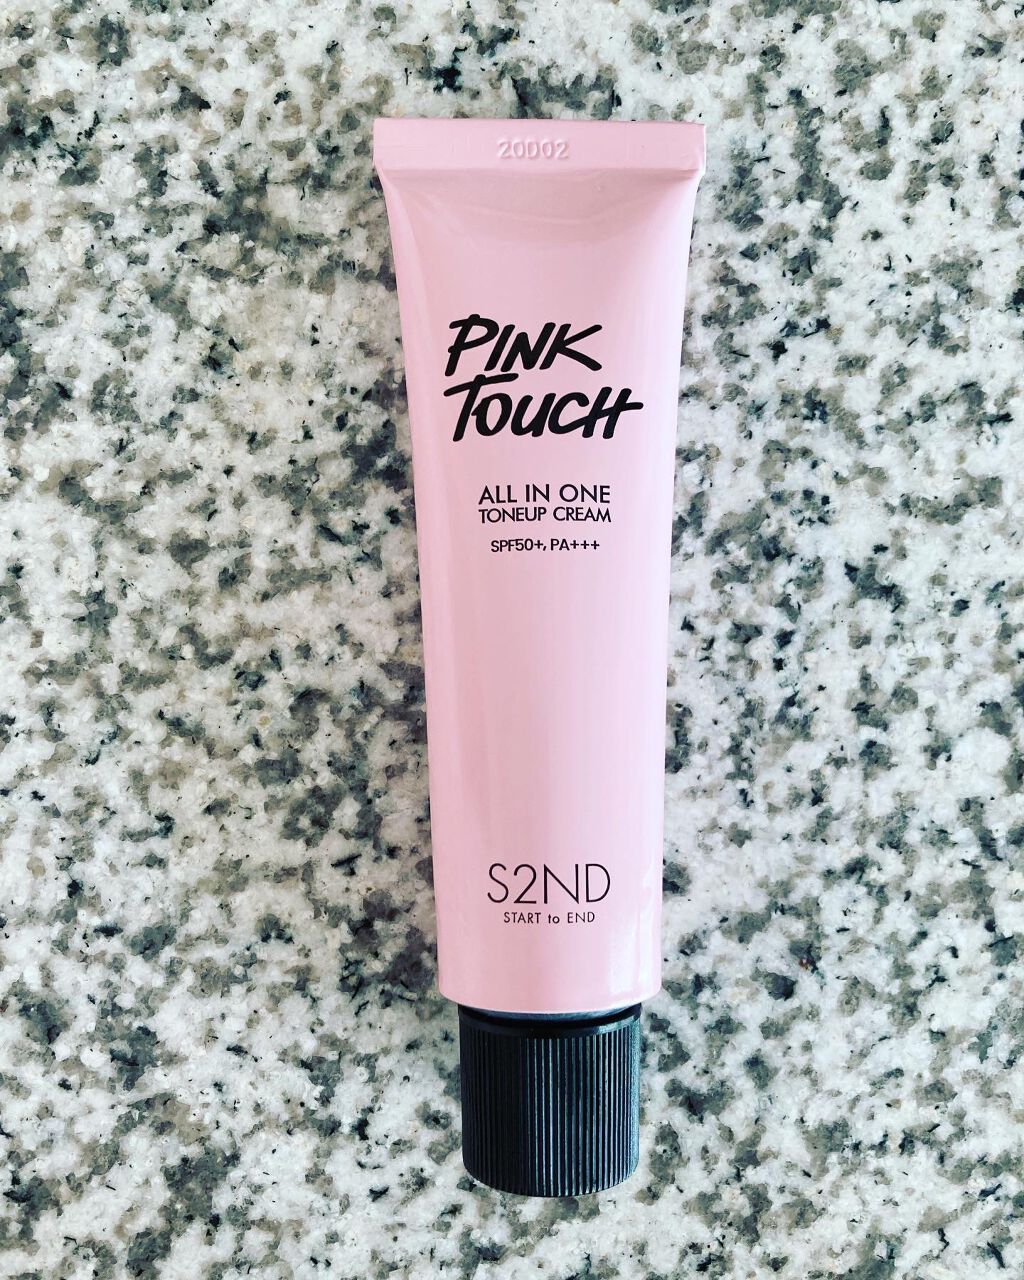 20D02
PINK
TOUCH
ALL IN ONE
TONEUP CREAM
SPF50+, PA+++
S2ND
START to END